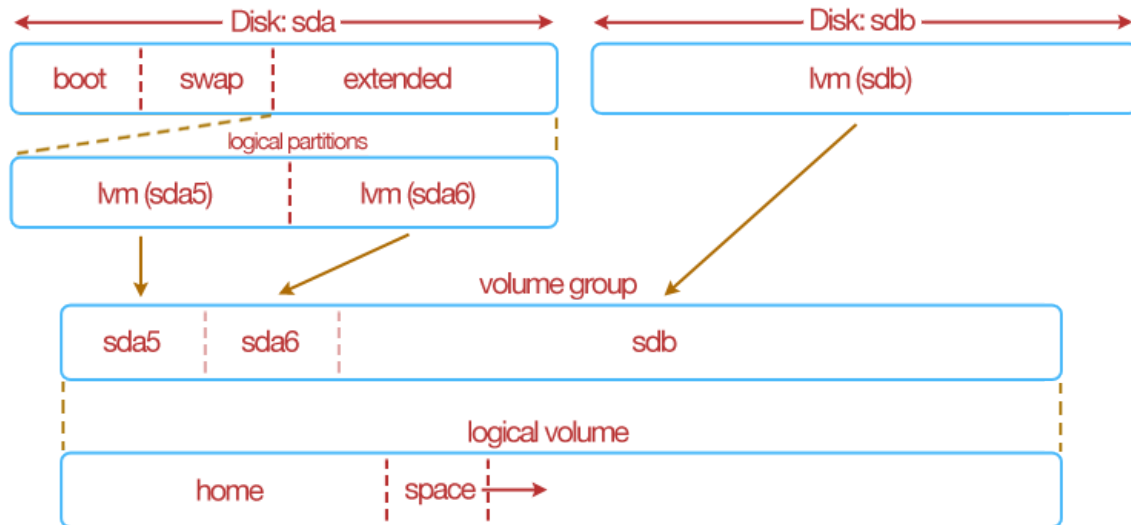 Disk: sda
Disk: sdb
boot swap extended
lvm (sdb)
logical partitions
lvm (sda5) lvm (sda6)
volume group
sda5 sda6 sdb
logical volume
home space